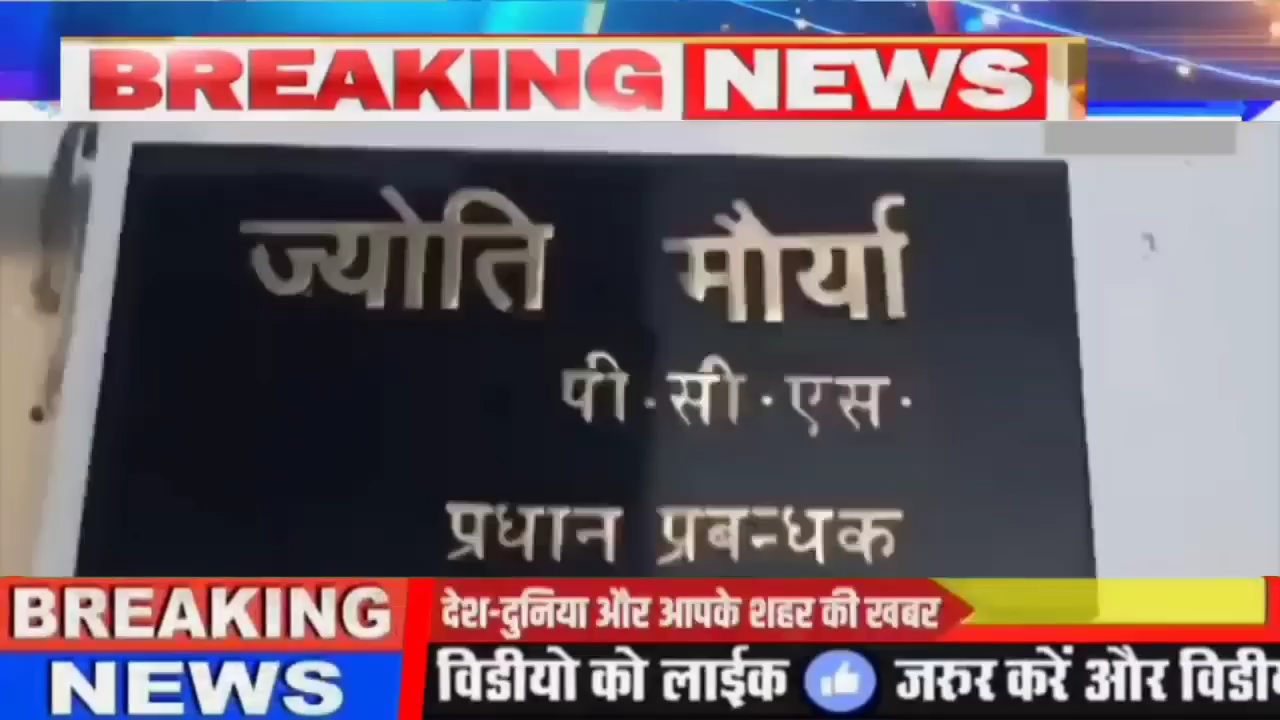 BREAKING NEWS
ज्योति मौर्या
पी·सी·एस·
प्रधान प्रबन्धक
BREAKING
NEWS
देश-दुनिया और आपके शहर की खबर
विडीयो को लाईक 👍 जरुर करें और